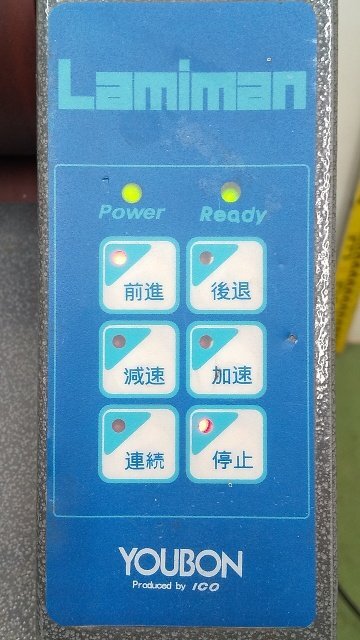 Lamiman
Power Ready
前進 後退
減速 加速
連続 停止
YOUBON
Produced by ICO